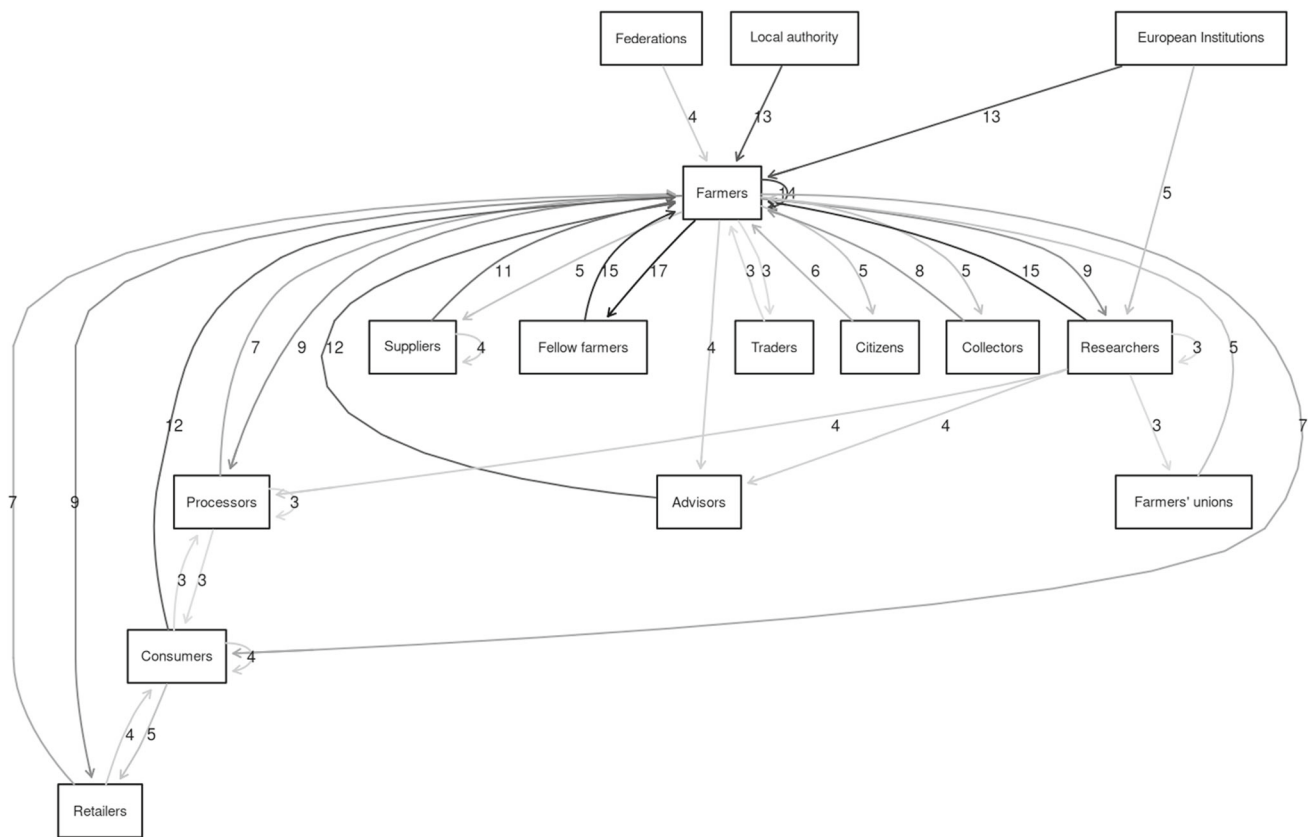 Federations
Local authority
European Institutions
4
13
13
Farmers
14
5
11
5
15
17
3
3
6
5
8
5
15
9
Suppliers
4
Fellow farmers
Traders
Citizens
Collectors
Researchers
3
7
9
12
4
5
12
4
4
3
7
7
9
Processors
3
Advisors
Farmers' unions
3
3
Consumers
4
4
5
Retailers